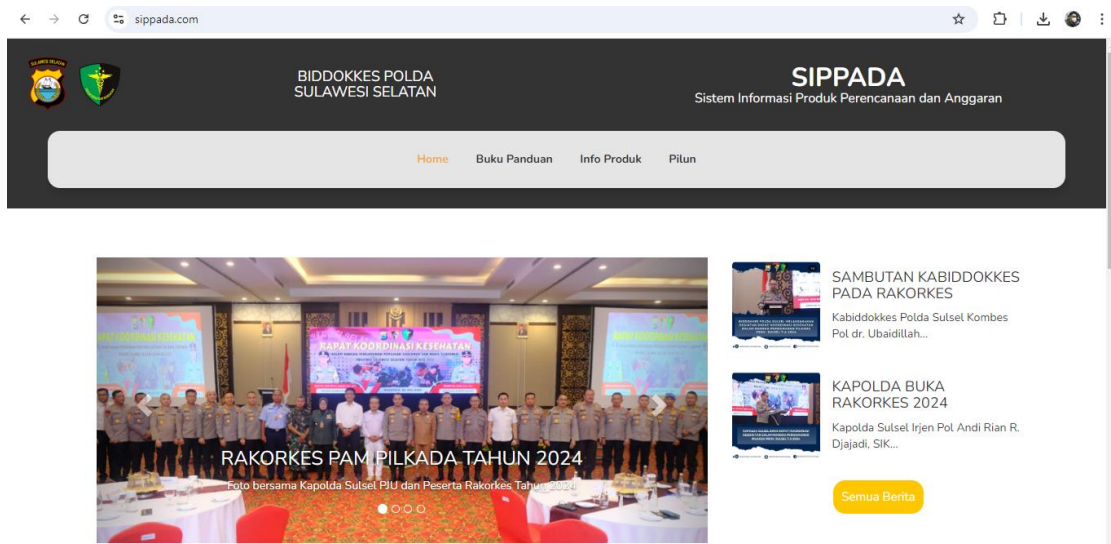 sippada.com
SULAWESI SELATAN
BIDDOKKES POLDA
SULAWESI SELATAN
SIPPADA
Sistem Informasi Produk Perencanaan dan Anggaran
Home Buku Panduan Info Produk Pilun
RAPAT KOORDINASI KESEHATAN
RAKORKES PAM PILKADA TAHUN 2024
Foto bersama Kapolda Sulsel PJU dan Peserta Rakorkes Tahun 2024
SAMBUTAN KABIDDOKKES
PADA RAKORKES
Kabiddokkes Polda Sulsel Kombes
Pol dr. Ubaidillah...
KAPOLDA BUKA
RAKORKES 2024
Kapolda Sulsel Irjen Pol Andi Rian R.
Djajadi, SIK...
Semua Berita